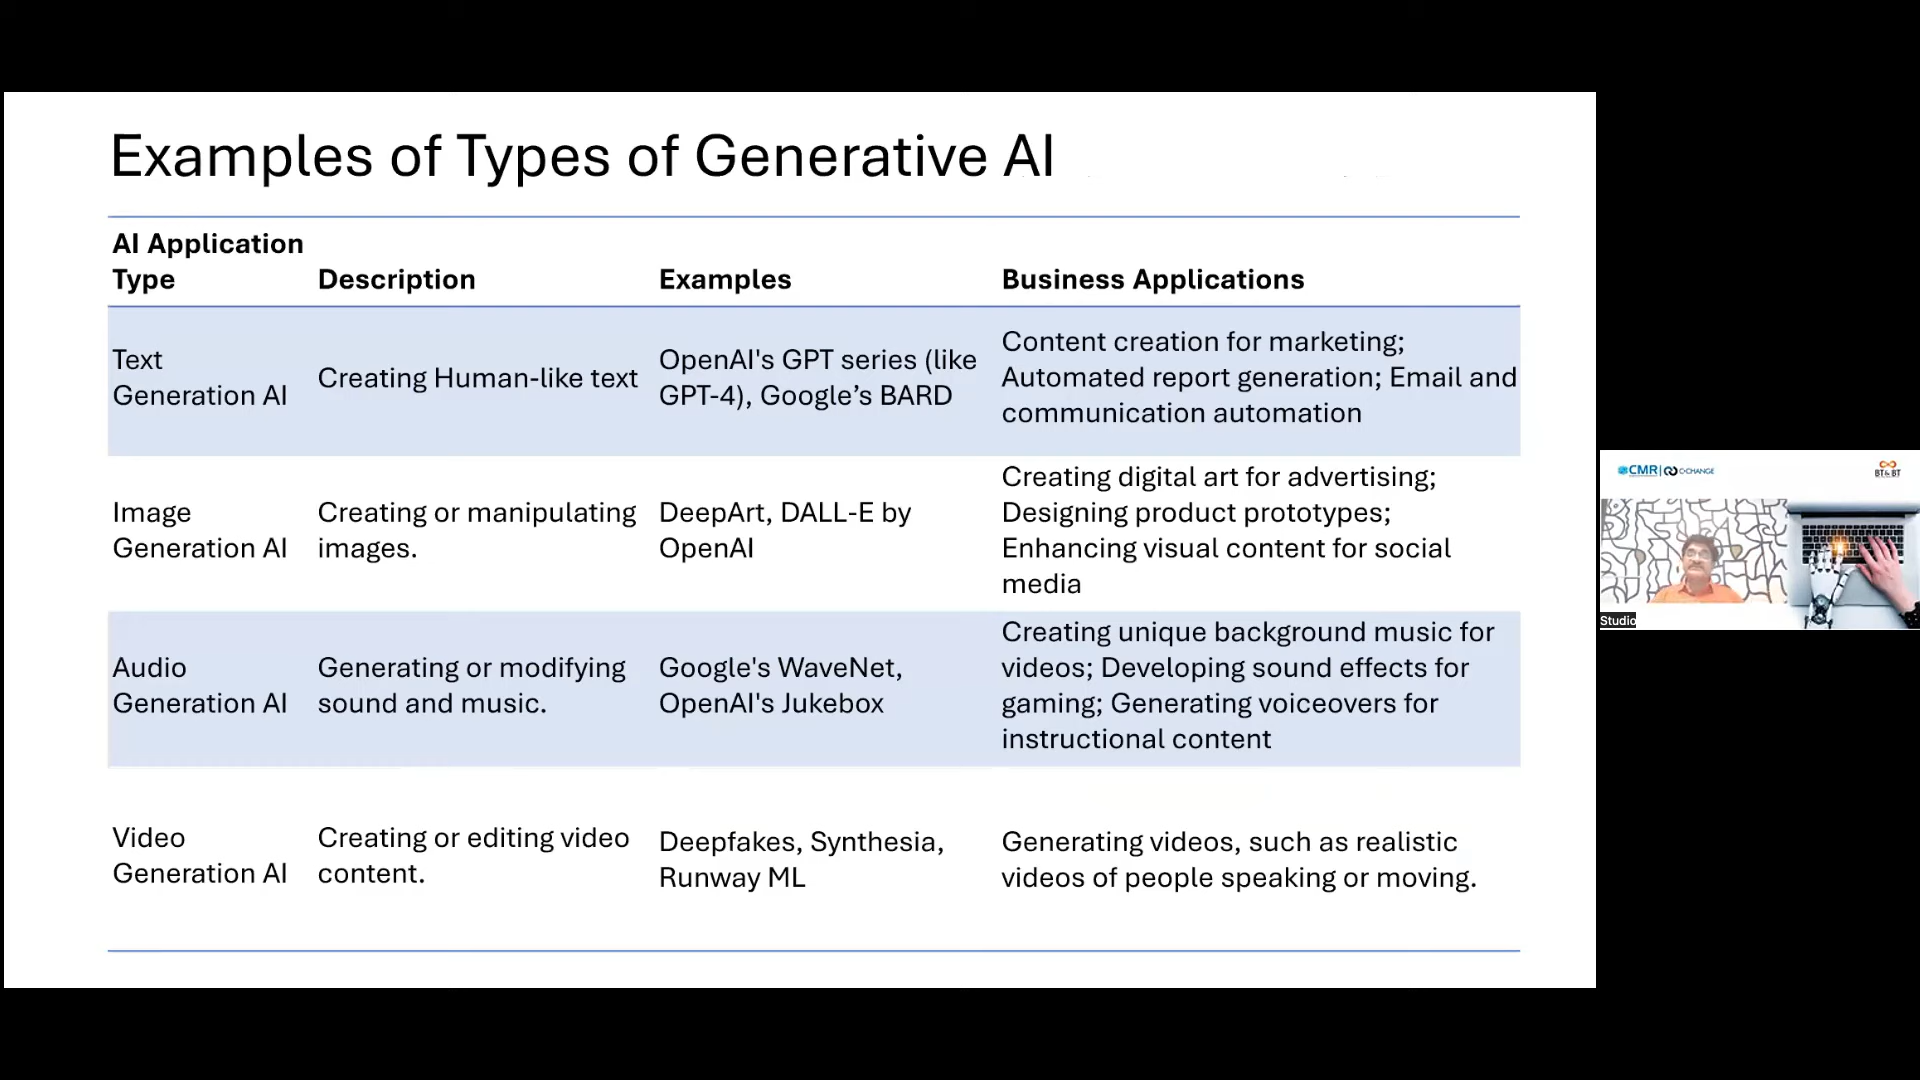 Examples of Types of Generative AI
AI Application
Type
Description
Examples
Business Applications
Text
Generation AI
Creating Human-like text
OpenAI's GPT series (like
GPT-4), Google’s BARD
Content creation for marketing;
Automated report generation; Email and
communication automation
Image
Generation AI
Creating or manipulating
images.
DeepArt, DALL-E by
OpenAI
Creating digital art for advertising;
Designing product prototypes;
Enhancing visual content for social
media
Audio
Generation AI
Generating or modifying
sound and music.
Google's WaveNet,
OpenAI's Jukebox
Creating unique background music for
videos; Developing sound effects for
gaming; Generating voiceovers for
instructional content
Video
Generation AI
Creating or editing video
content.
Deepfakes, Synthesia,
Runway ML
Generating videos, such as realistic
videos of people speaking or moving.
CMR
BT& BT
Studio